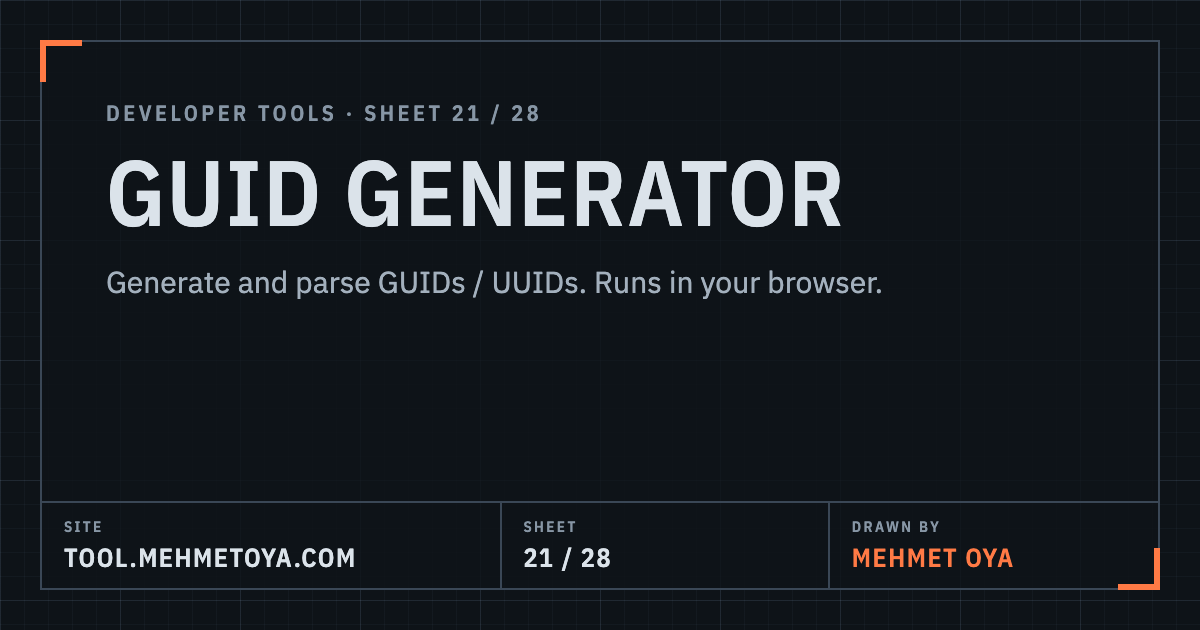 DEVELOPER TOOLS · SHEET 21 / 28
GUID GENERATOR
Generate and parse GUIDs / UUIDs. Runs in your browser.
SITE
TOOL.MEHMETOYA.COM
SHEET
21 / 28
DRAWN BY
MEHMET OYA